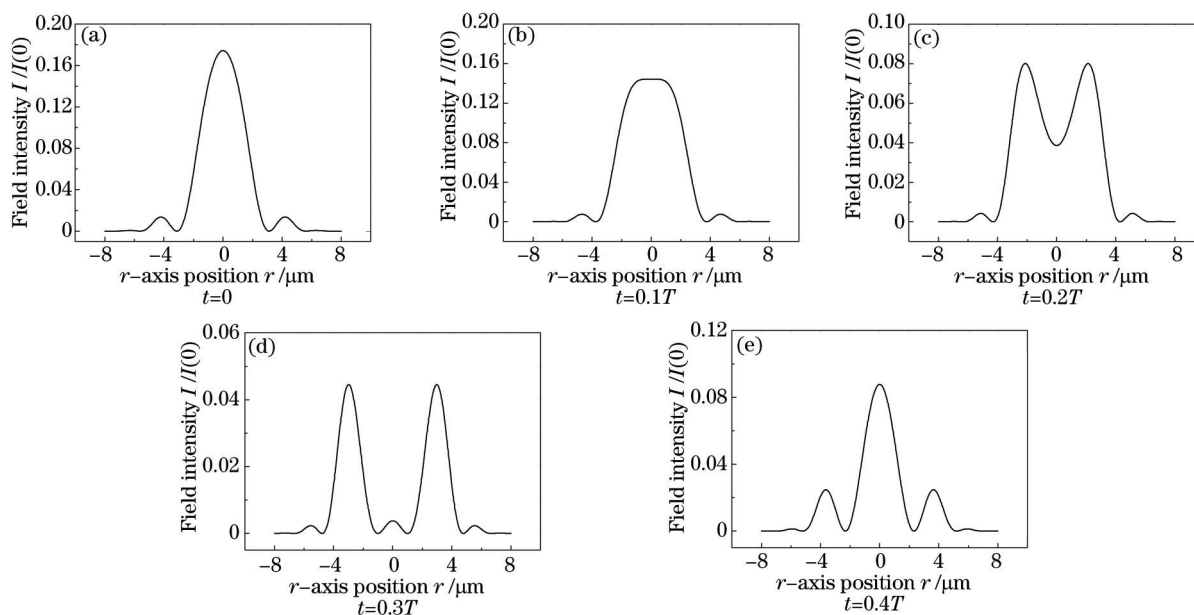 (a)
Field intensity I /I(0)
0.20
0.16
0.12
0.08
0.04
0
−8 −4 0 4 8
r−axis position r /μm
t=0
(b)
Field intensity I /I(0)
0.20
0.16
0.12
0.08
0.04
0
−8 −4 0 4 8
r−axis position r /μm
t=0.1T
(c)
Field intensity I /I(0)
0.10
0.08
0.06
0.04
0.02
0
−8 −4 0 4 8
r−axis position r /μm
t=0.2T
(d)
Field intensity I /I(0)
0.06
0.04
0.02
0
−8 −4 0 4 8
r−axis position r /μm
t=0.3T
(e)
Field intensity I /I(0)
0.12
0.08
0.04
0
−8 −4 0 4 8
r−axis position r /μm
t=0.4T